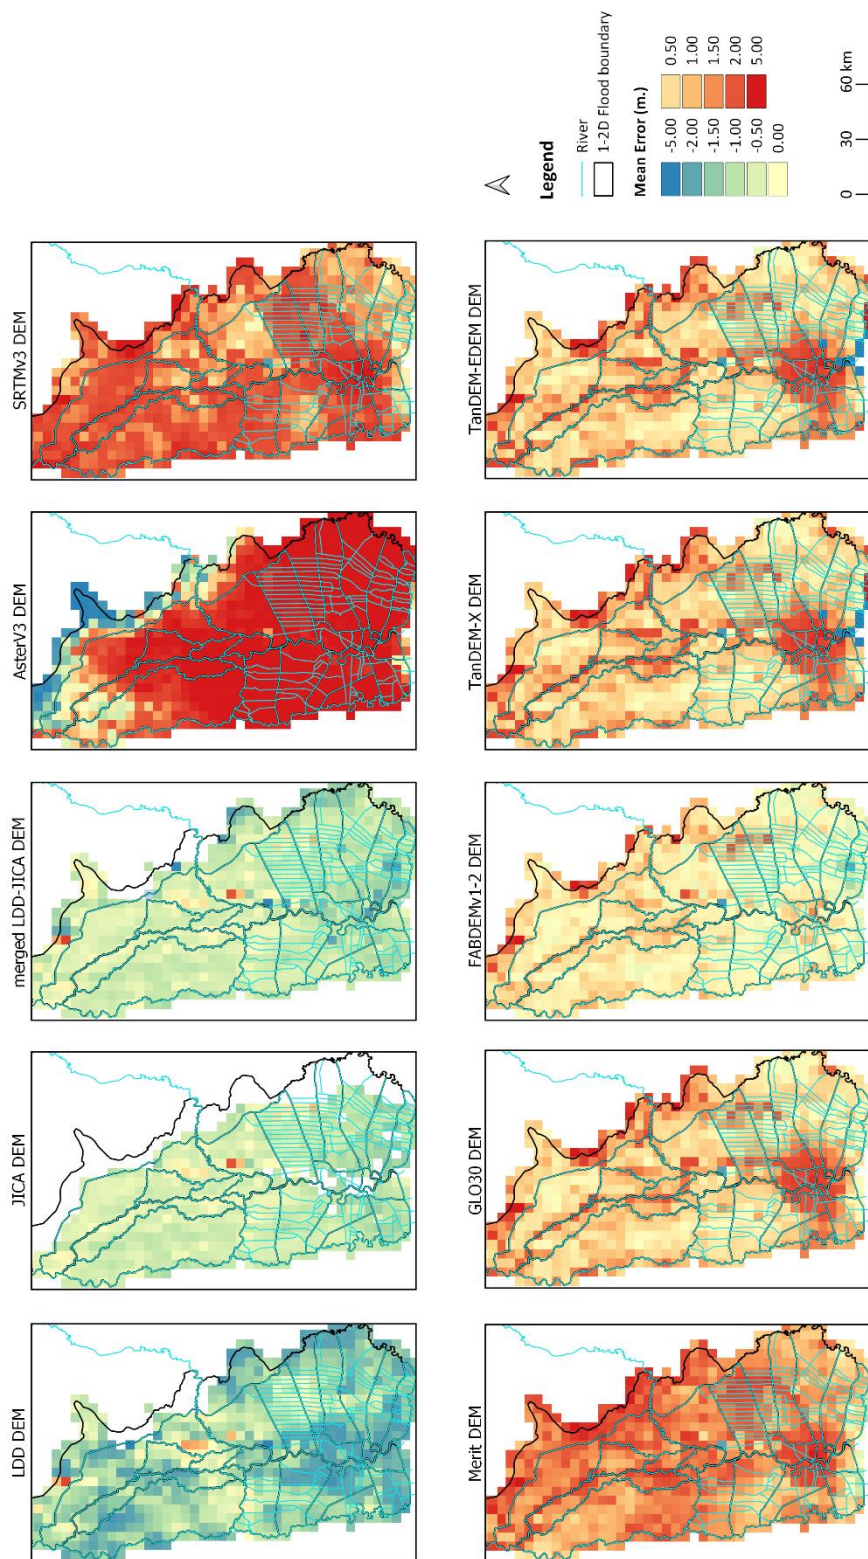 LDD DEM
JICA DEM
merged LDD-JICA DEM
AsterV3 DEM
SRTMv3 DEM
Merit DEM
GLO30 DEM
FABDEMv1-2 DEM
TanDEM-X DEM
TanDEM-EDEM DEM
Legend
River
1-2D Flood boundary
Mean Error (m.)
-5.00
-2.00
-1.50
-1.00
-0.50
0.00
0.50
1.00
1.50
2.00
5.00
0 30 60 km